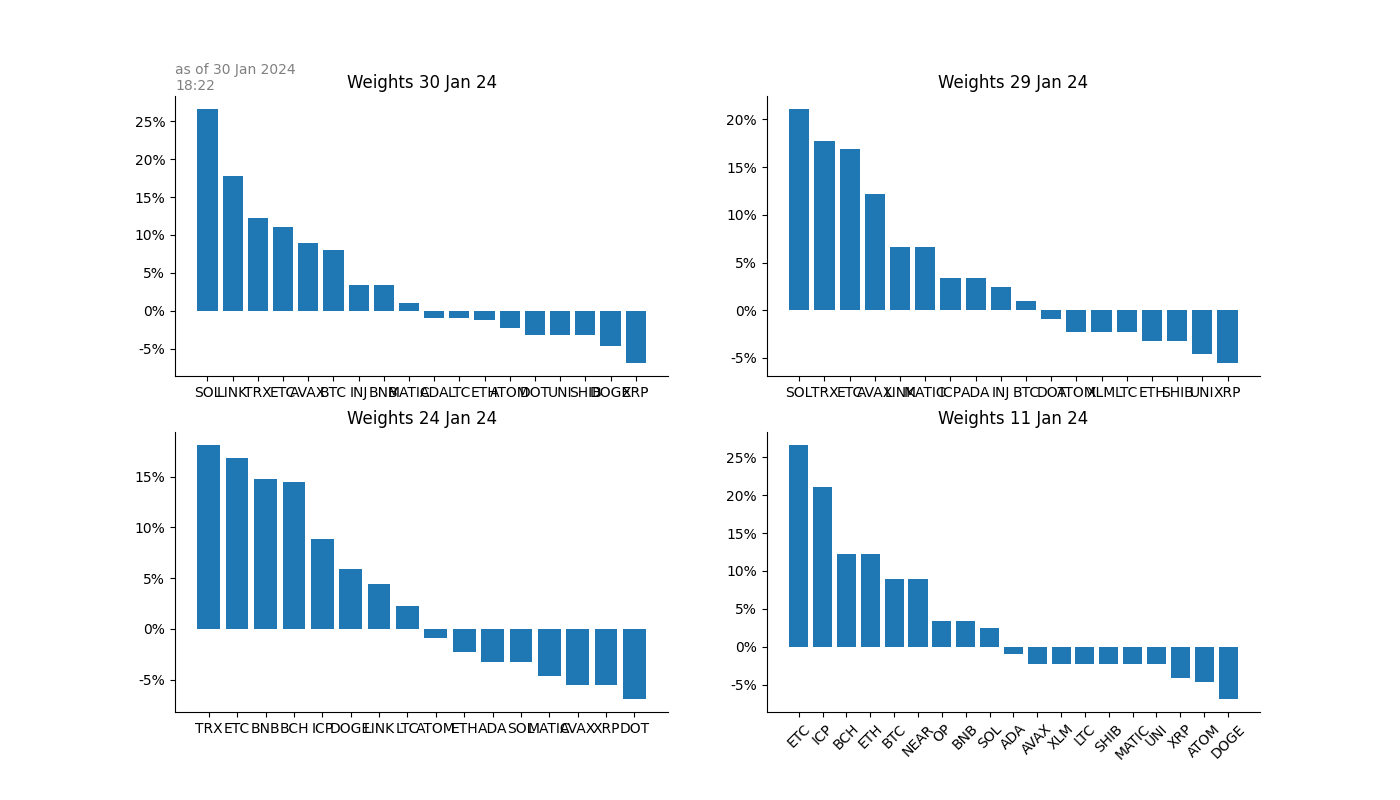 as of 30 Jan 2024
18:22
Weights 30 Jan 24
25%
20%
15%
10%
5%
0%
-5%
SOL LINK TRX ETC AVAX BTC INJ BNB MATIC ADA LTC ETH ATOM DOT UNI SHIB DOGE XRP
Weights 29 Jan 24
20%
15%
10%
5%
0%
-5%
SOL TRX ETC AVAX LINK MATIC ICP ADA INJ BTC DOT ATOM XLM LTC ETH SHIB UNI XRP
Weights 24 Jan 24
15%
10%
5%
0%
-5%
TRX ETC BNB BCH ICP DOGE LINK LTC ATOM ETH ADA SOL MATIC AVAX XRP DOT
Weights 11 Jan 24
25%
20%
15%
10%
5%
0%
-5%
ETC ICP BCH ETH BTC NEAR OP BNB SOL ADA AVAX XLM LTC SHIB MATIC UNI XRP ATOM DOGE